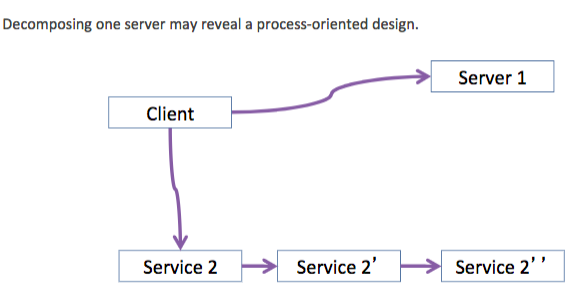 Decomposing one server may reveal a process-oriented design.
Server 1
Client
Service 2
Service 2’
Service 2’’